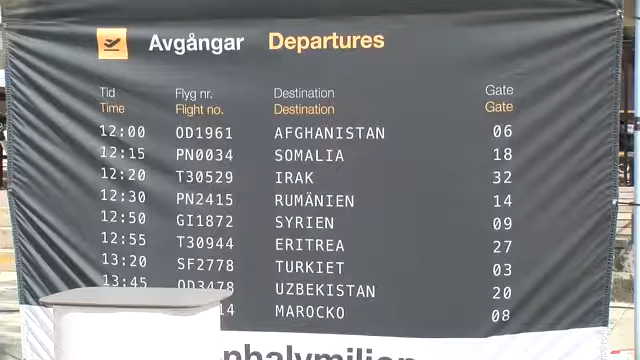 Avgångar Departures
Tid Flyg nr. Destination Gate
Time Flight no. Destination Gate
12:00 OD1961 AFGHANISTAN 06
12:15 PN0034 SOMALIA 18
12:20 T30529 IRAK 32
12:30 PN2415 RUMÄNIEN 14
12:50 GI1872 SYRIEN 09
12:55 T30944 ERITREA 27
13:20 SF2778 TURKIET 03
13:45 OD3478 UZBEKISTAN 20
14 MAROCKO 08